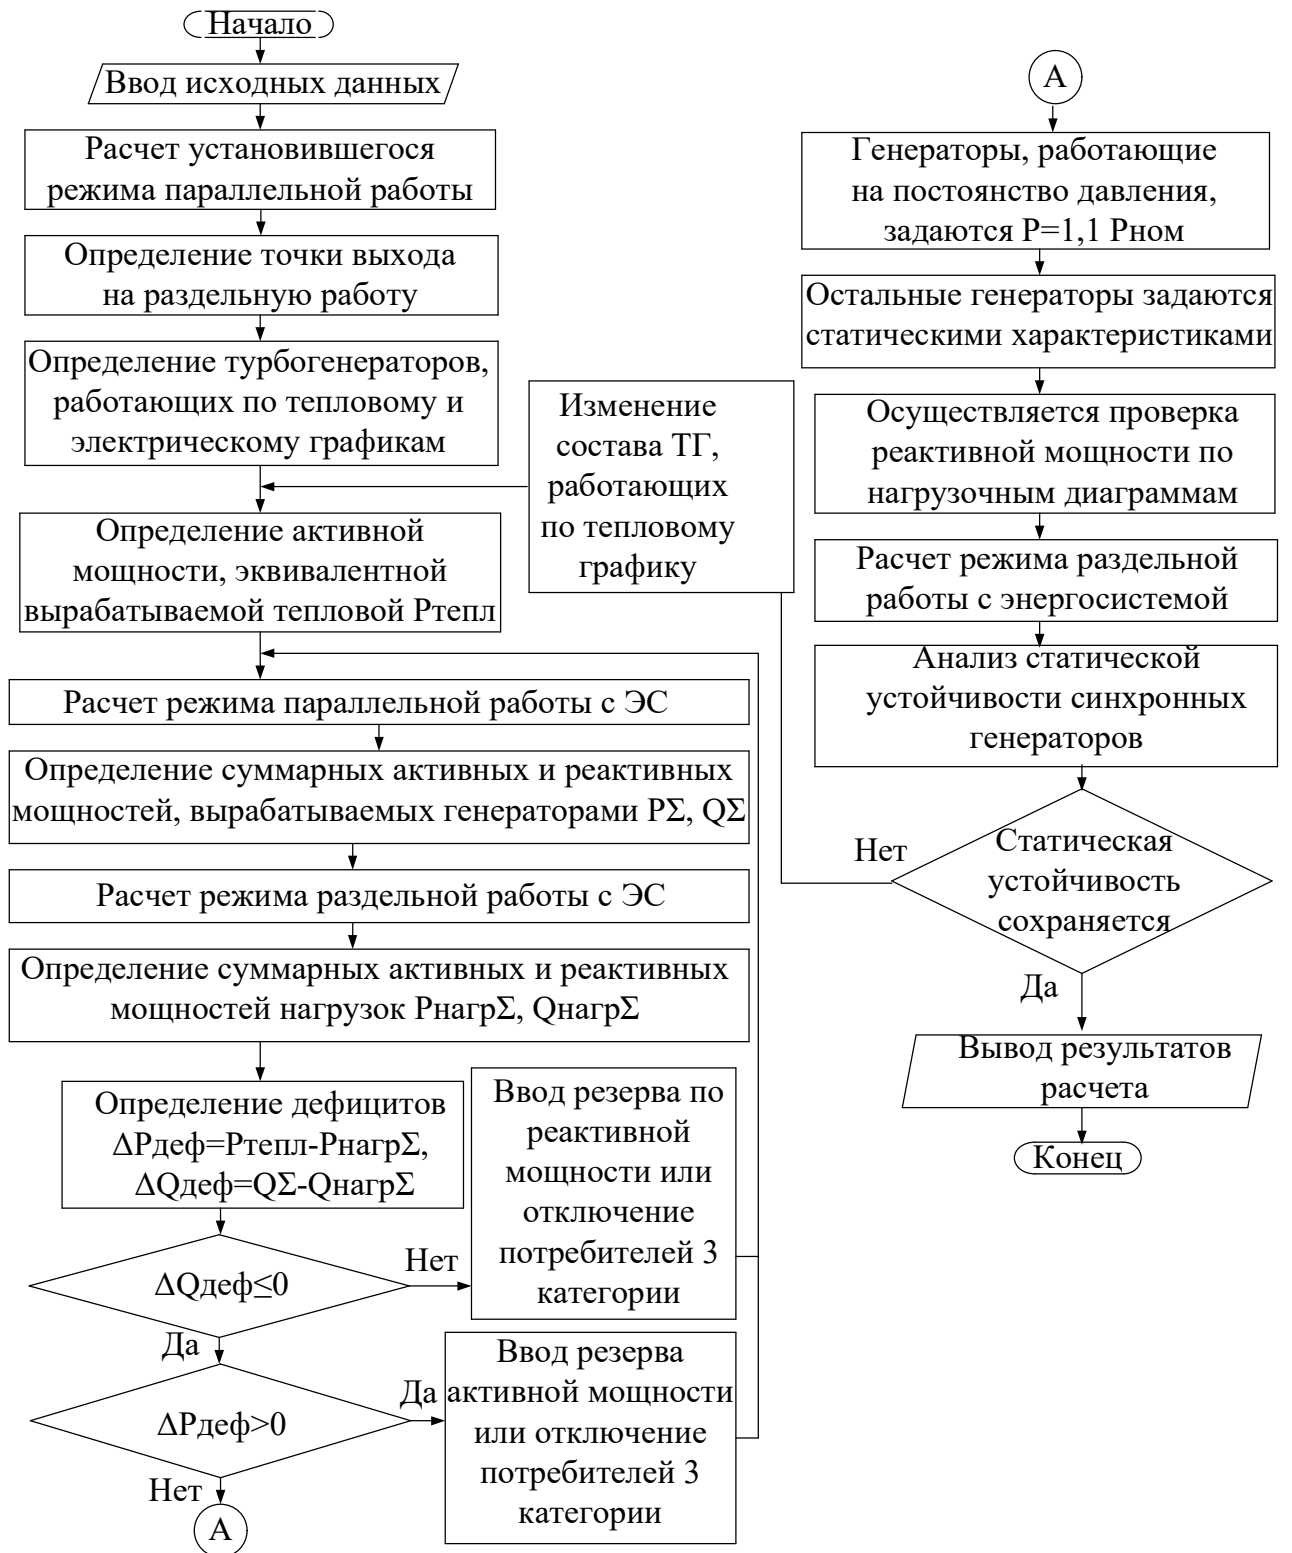 Начало
Ввод исходных данных
Расчет установившегося
режима параллельной работы
Определение точки выхода
на раздельную работу
Определение турбогенераторов,
работающих по тепловому и
электрическому графикам
Изменение
состава ТГ,
работающих
по тепловому
графику
Определение активной
мощности, эквивалентной
вырабатываемой тепловой Ртепл
Расчет режима параллельной работы с ЭС
Определение суммарных активных и реактивных
мощностей, вырабатываемых генераторами РΣ, QΣ
Расчет режима раздельной работы с ЭС
Определение суммарных активных и реактивных
мощностей нагрузок РнагрΣ, QнагрΣ
Определение дефицитов
ΔРдеф=Ртепл-РнагрΣ,
ΔQдеф=QΣ-QнагрΣ
Ввод резерва по
реактивной
мощности или
отключение
потребителей 3
категории
ΔQдеф≤0
Нет
Да
ΔРдеф>0
Да
Ввод резерва
активной мощности
или отключение
потребителей 3
категории
Нет
А
А
Генераторы, работающие
на постоянство давления,
задаются Р=1,1 Рном
Остальные генераторы задаются
статическими характеристиками
Осуществляется проверка
реактивной мощности по
нагрузочным диаграммам
Расчет режима раздельной
работы с энергосистемой
Анализ статической
устойчивости синхронных
генераторов
Нет
Статическая
устойчивость
сохраняется
Да
Вывод результатов
расчета
Конец